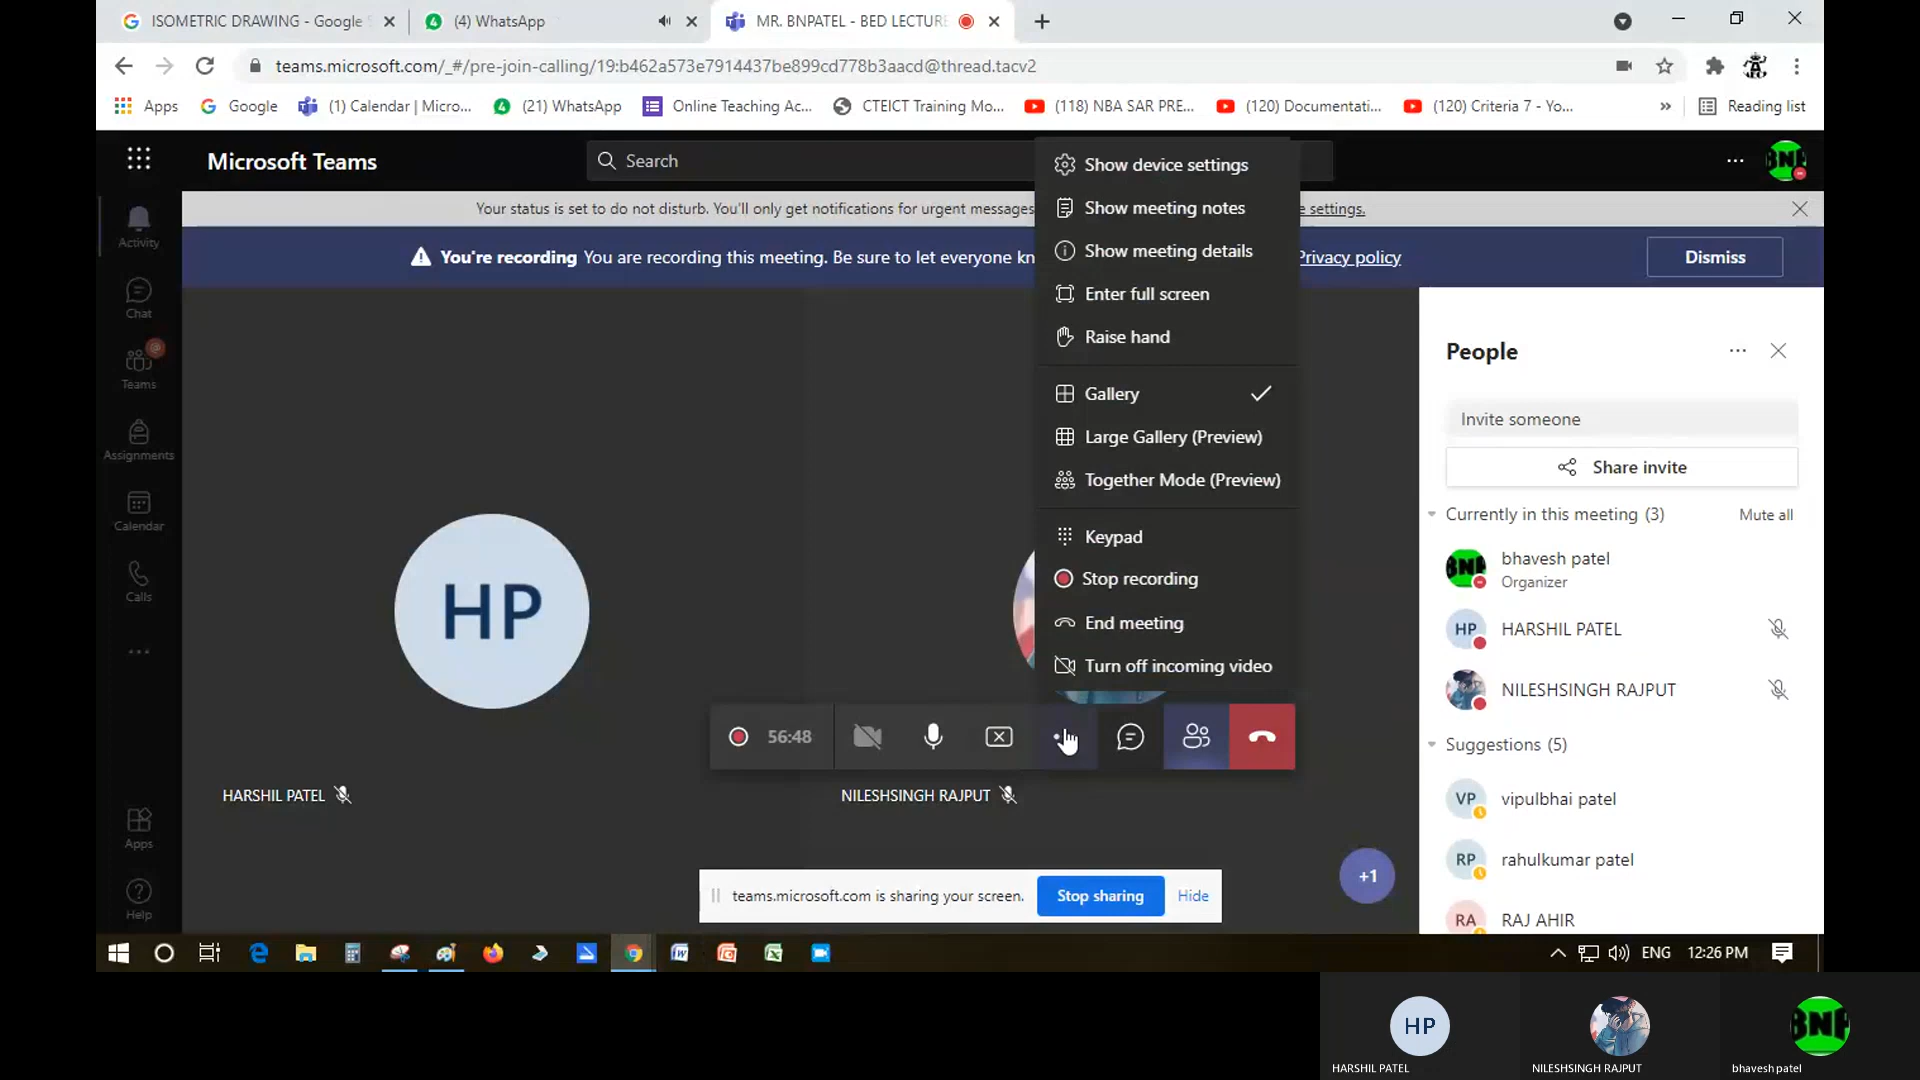 ISOMETRIC DRAWING - Google
(4) WhatsApp
MR. BNPATEL - BED LECTURE
teams.microsoft.com/_#/pre-join-calling/19:b462a573e7914437be899cd778b3aacd@thread.tacv2
Apps
Google
(1) Calendar | Micro...
(21) WhatsApp
Online Teaching Ac...
CTEICT Training Mo...
(118) NBA SAR PRE...
(120) Documentati...
(120) Criteria 7 - Yo...
»
Reading list
Microsoft Teams
Search
BNP
Your status is set to do not disturb. You'll only get notifications for urgent messages
e settings.
You're recording You are recording this meeting. Be sure to let everyone kn
Privacy policy
Dismiss
Activity
Chat
Teams
Assignments
Calendar
Calls
Apps
Help
Show device settings
Show meeting notes
Show meeting details
Enter full screen
Raise hand
Gallery
Large Gallery (Preview)
Together Mode (Preview)
Keypad
Stop recording
End meeting
Turn off incoming video
HP
56:48
HARSHIL PATEL
NILESHSINGH RAJPUT
+1
teams.microsoft.com is sharing your screen.
Stop sharing
Hide
People
Invite someone
Share invite
Currently in this meeting (3)
Mute all
BNP
bhavesh patel
Organizer
HP
HARSHIL PATEL
NILESHSINGH RAJPUT
Suggestions (5)
VP
vipulbhai patel
RP
rahulkumar patel
RA
RAJ AHIR
ENG
12:26 PM
HP
BNP
HARSHIL PATEL
NILESHSINGH RAJPUT
bhavesh patel